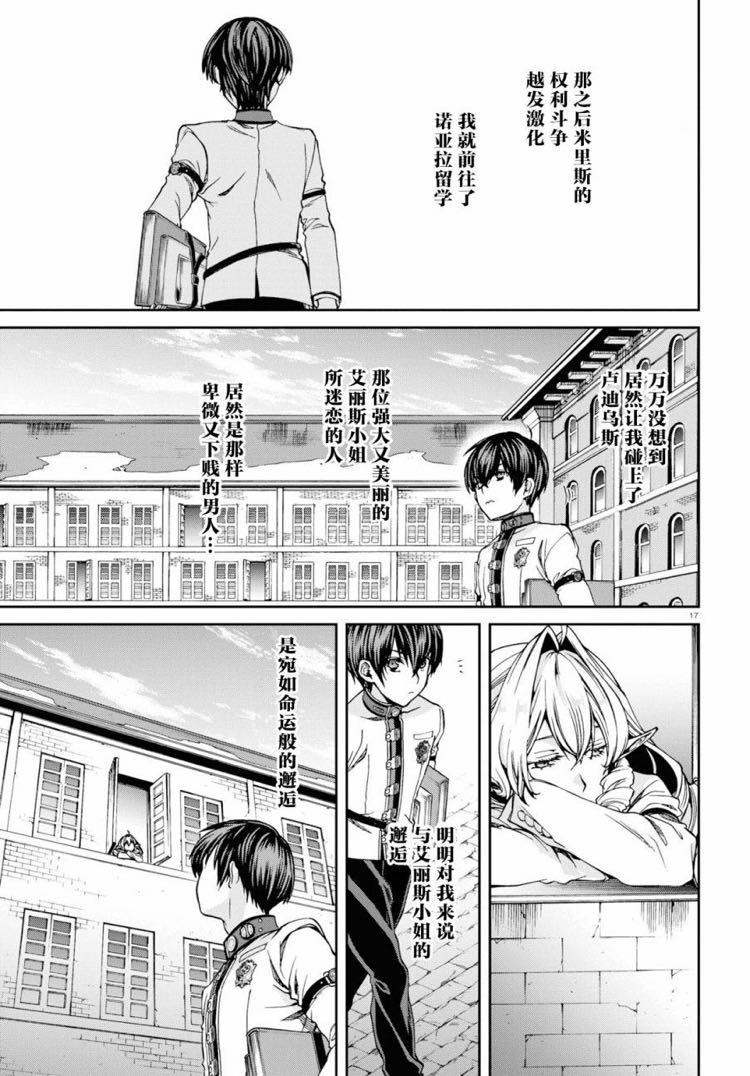 那之后米里斯的
权利斗争
越发激化
我就前往了
诺亚拉留学
万万没想到
居然让我碰上了
卢迪乌斯
那位强大又美丽的
艾丽斯小姐
所迷恋的人
居然是那样
卑微又下贱的男人…
17
明明对我来说
与艾丽斯小姐的
邂逅
是宛如命运般的邂逅